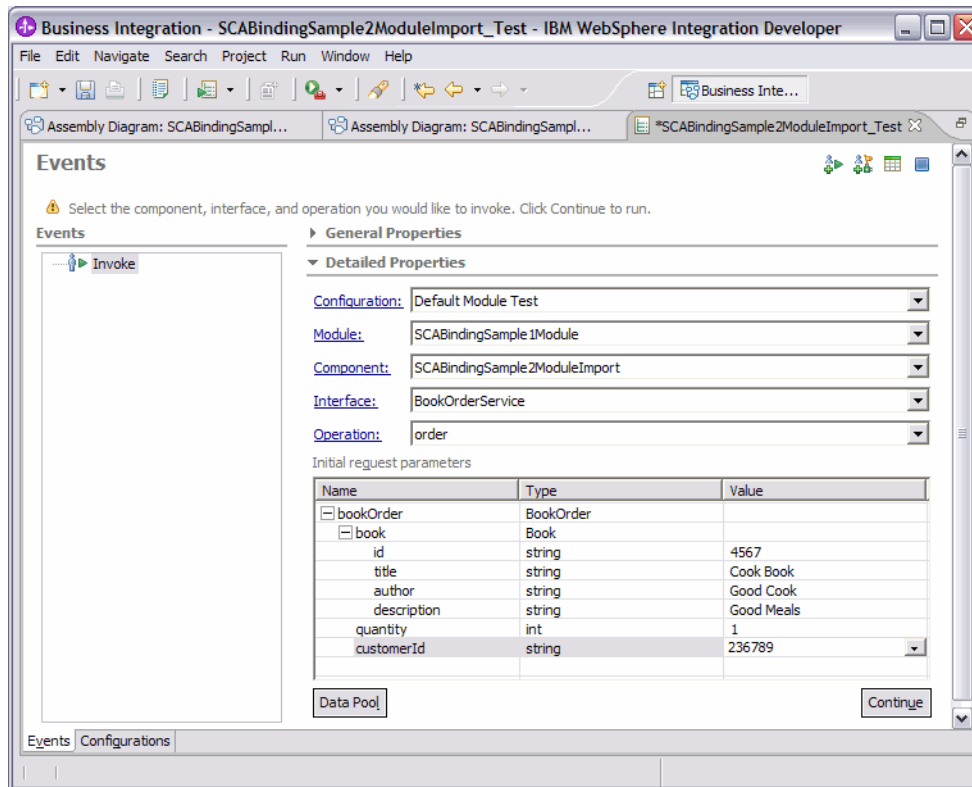 Business Integration - SCABindingSample2ModuleImport_Test - IBM WebSphere Integration Developer
File Edit Navigate Search Project Run Window Help
Business Inte...
Assembly Diagram: SCABindingSampl... Assembly Diagram: SCABindingSampl... *SCABindingSample2ModuleImport_Test
Events
Select the component, interface, and operation you would like to invoke. Click Continue to run.
Events General Properties
Invoke Detailed Properties
Configuration: Default Module Test
Module: SCABindingSample1Module
Component: SCABindingSample2ModuleImport
Interface: BookOrderService
Operation: order
Initial request parameters
Name Type Value
bookOrder BookOrder
book Book
id string 4567
title string Cook Book
author string Good Cook
description string Good Meals
quantity int 1
customerId string 236789
Data Pool Continue
Events Configurations